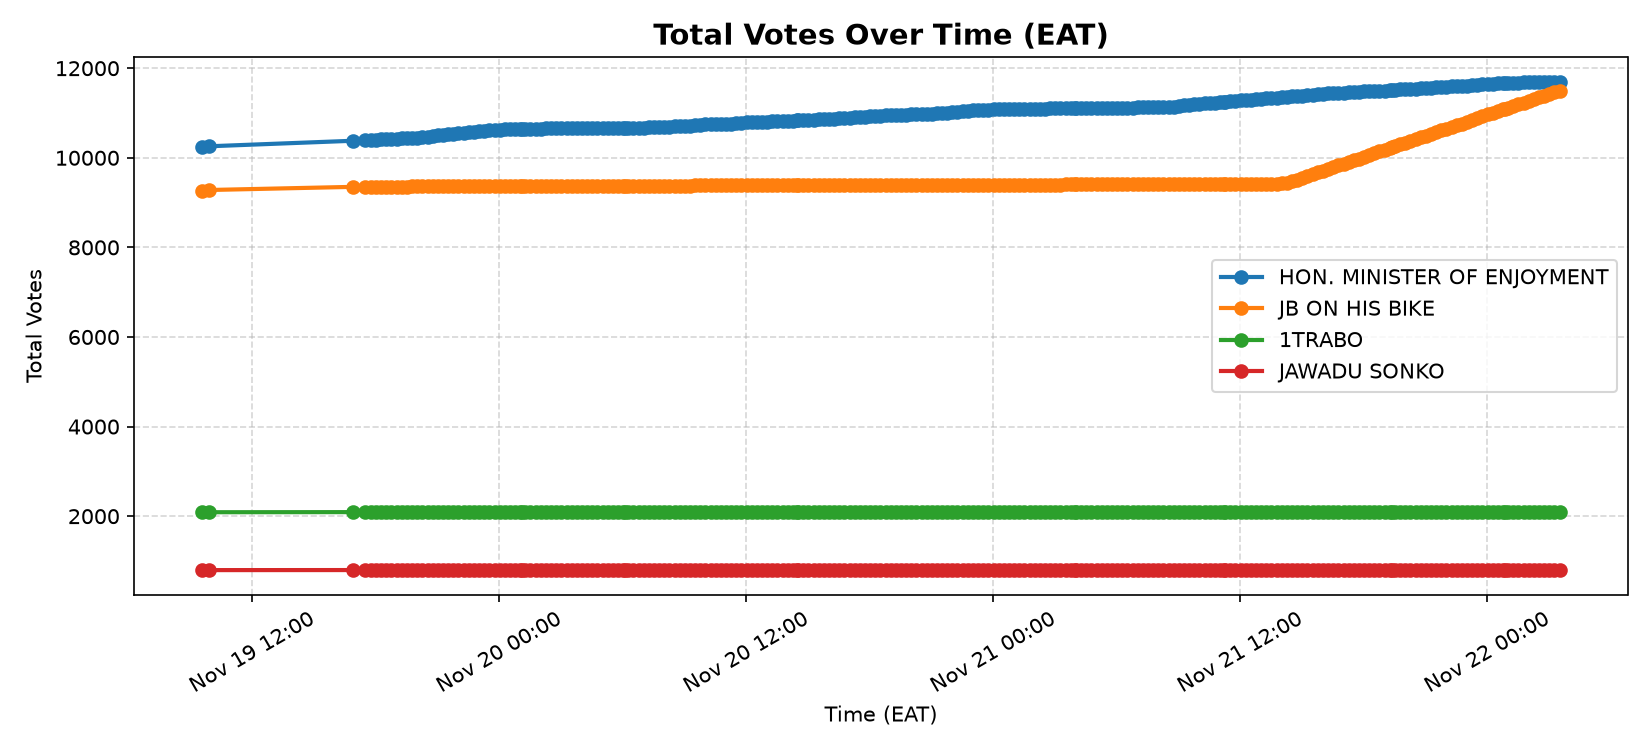 Total Votes Over Time (EAT)
12000
10000
8000
6000
4000
2000
Total Votes
HON. MINISTER OF ENJOYMENT
JB ON HIS BIKE
1TRABO
JAWADU SONKO
Nov 19 12:00
Nov 20 00:00
Nov 20 12:00
Nov 21 00:00
Nov 21 12:00
Nov 22 00:00
Time (EAT)